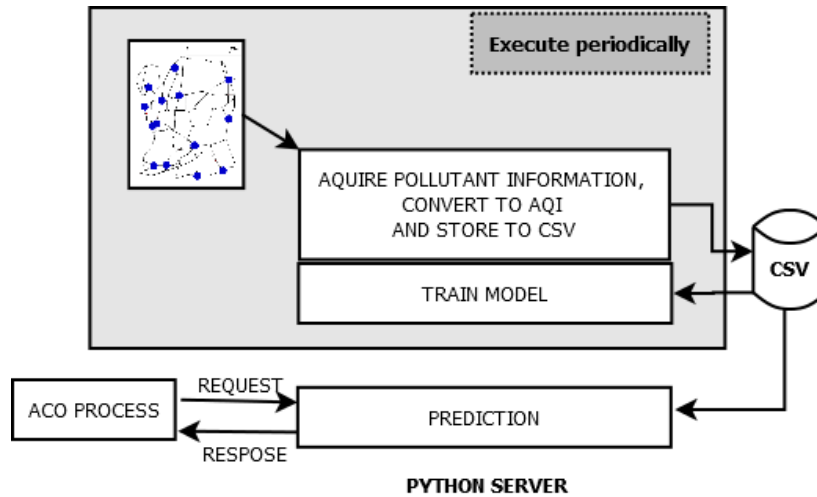 Execute periodically
AQUIRE POLLUTANT INFORMATION,
CONVERT TO AQI
AND STORE TO CSV
CSV
TRAIN MODEL
REQUEST
ACO PROCESS
PREDICTION
RESPOSE
PYTHON SERVER